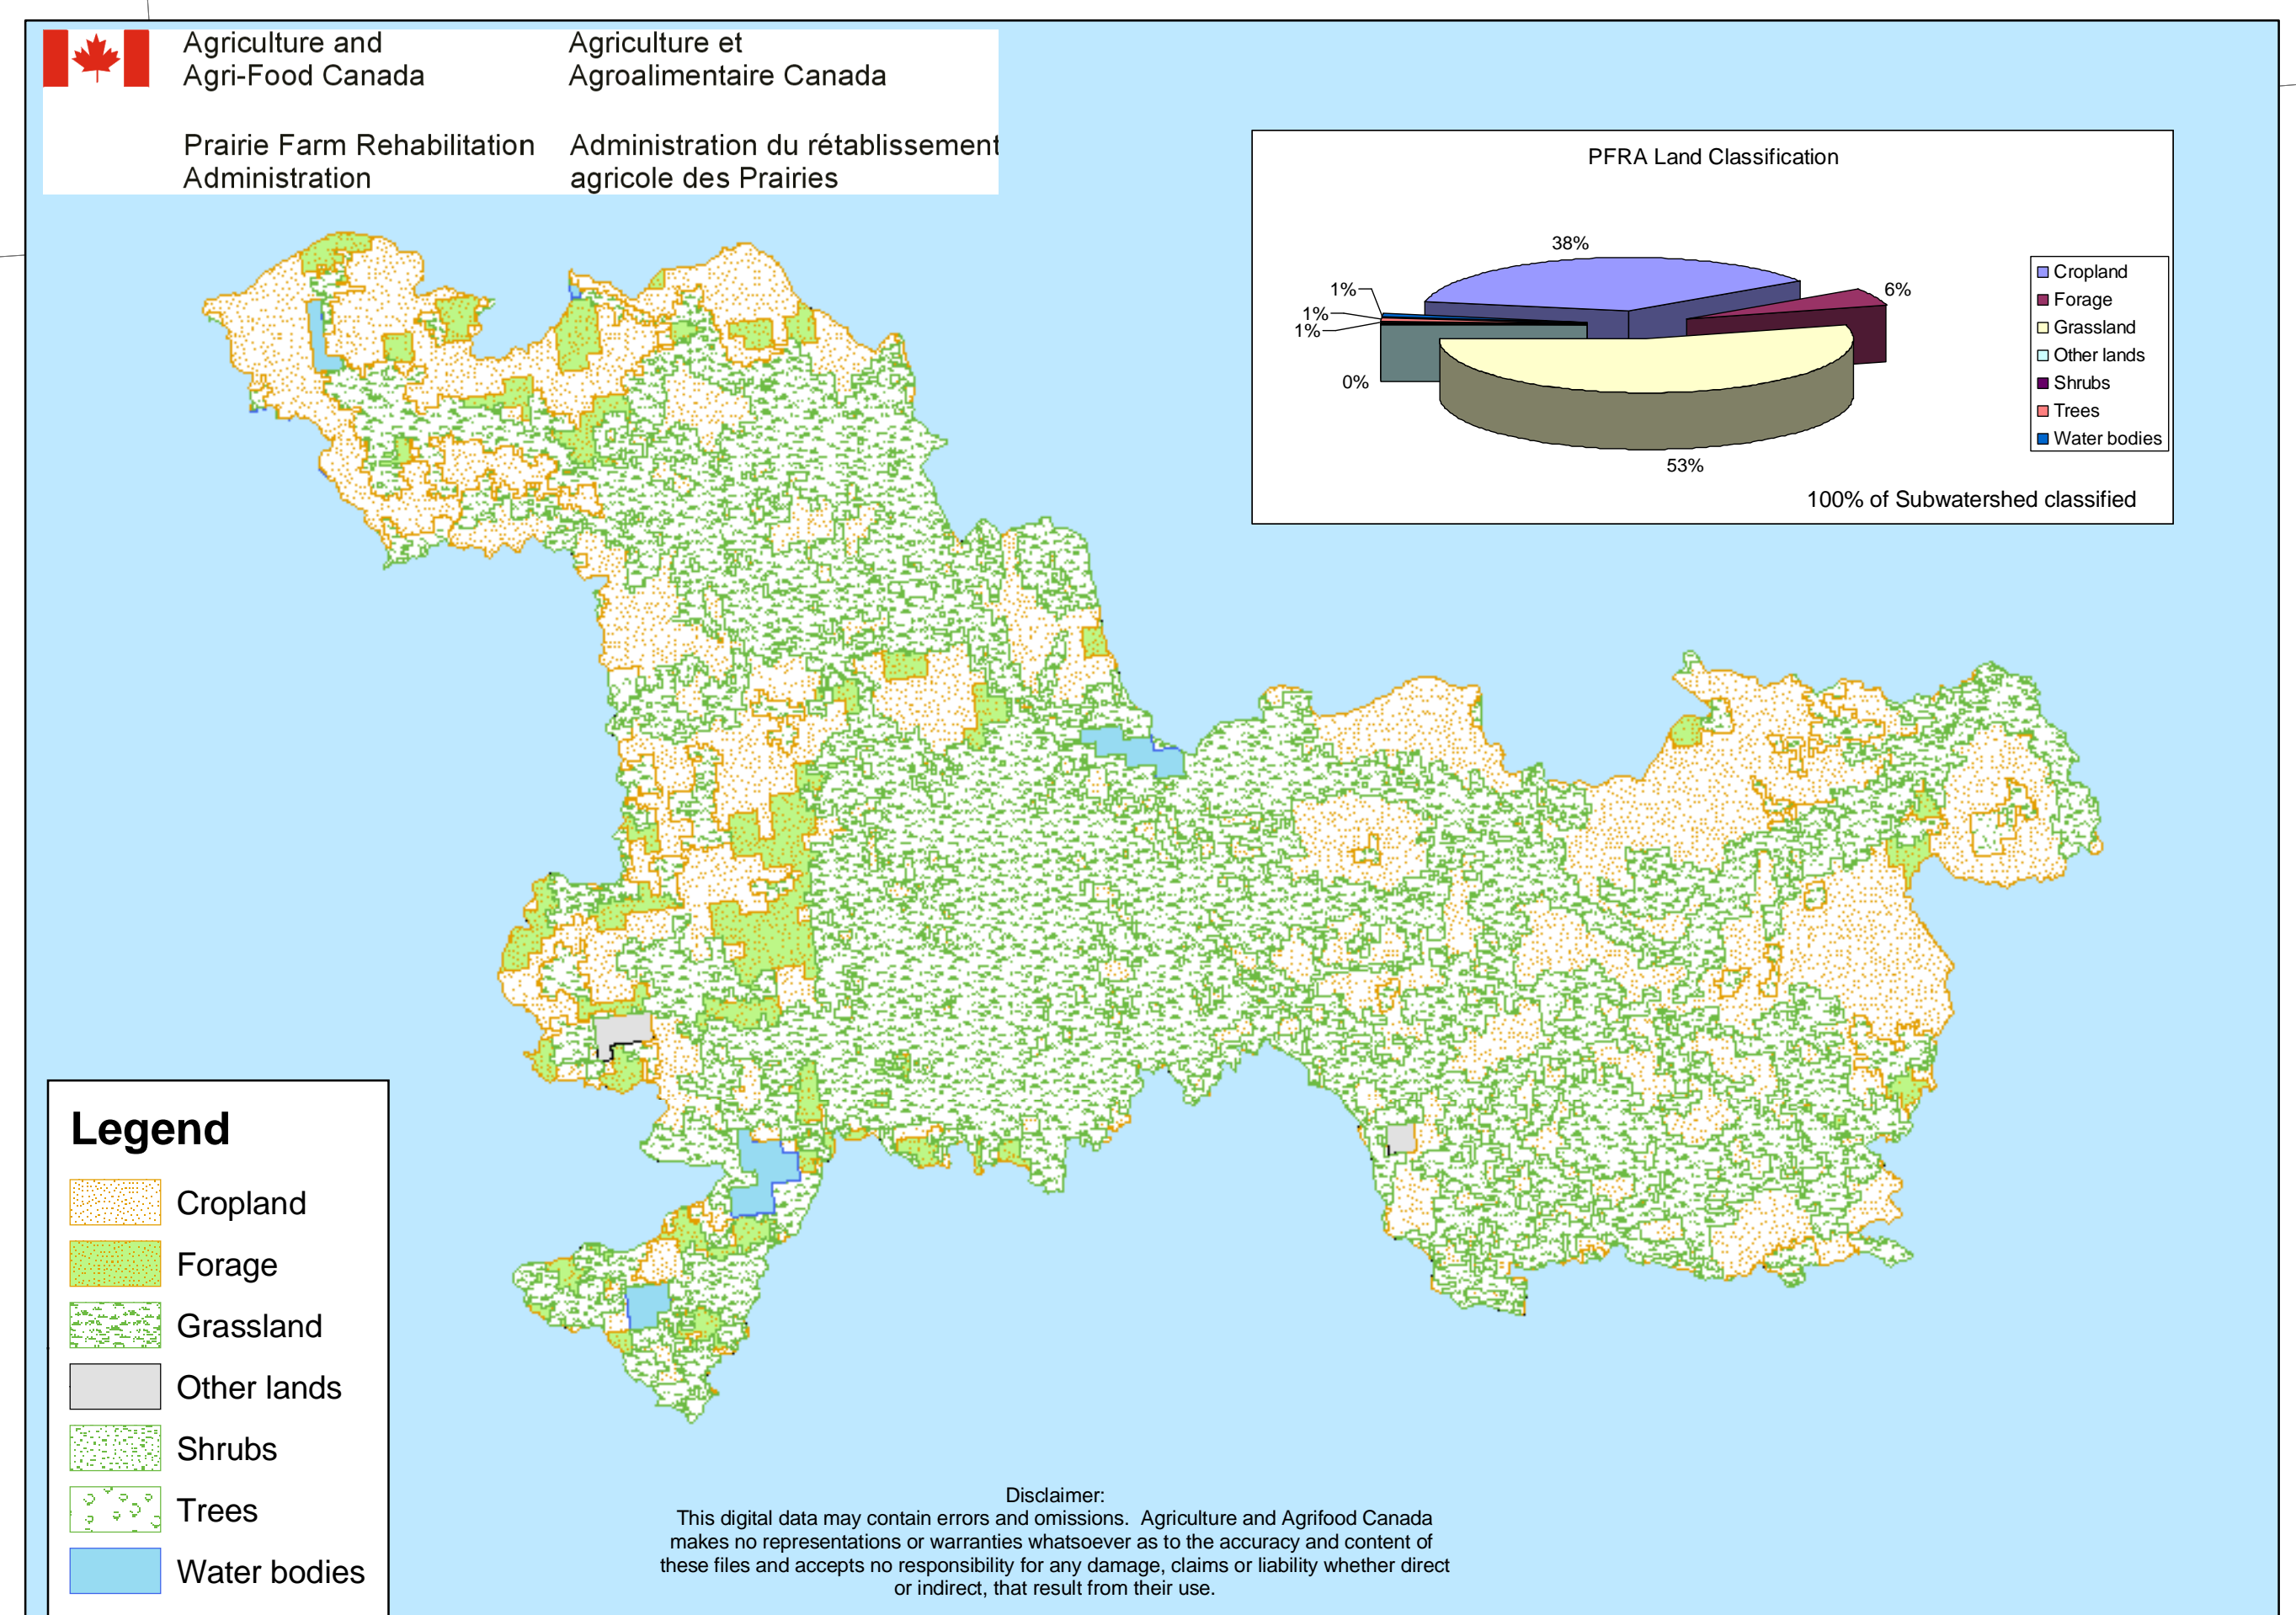 Agriculture and
Agri-Food Canada
Agriculture et
Agroalimentaire Canada
Prairie Farm Rehabilitation
Administration
Administration du rétablissement
agricole des Prairies
PFRA Land Classification
38%
6%
1%
1%
1%
0%
53%
Cropland
Forage
Grassland
Other lands
Shrubs
Trees
Water bodies
100% of Subwatershed classified
Legend
Cropland
Forage
Grassland
Other lands
Shrubs
Trees
Water bodies
Disclaimer:
This digital data may contain errors and omissions.  Agriculture and Agrifood Canada
makes no representations or warranties whatsoever as to the accuracy and content of
these files and accepts no responsibility for any damage, claims or liability whether direct
or indirect, that result from their use.